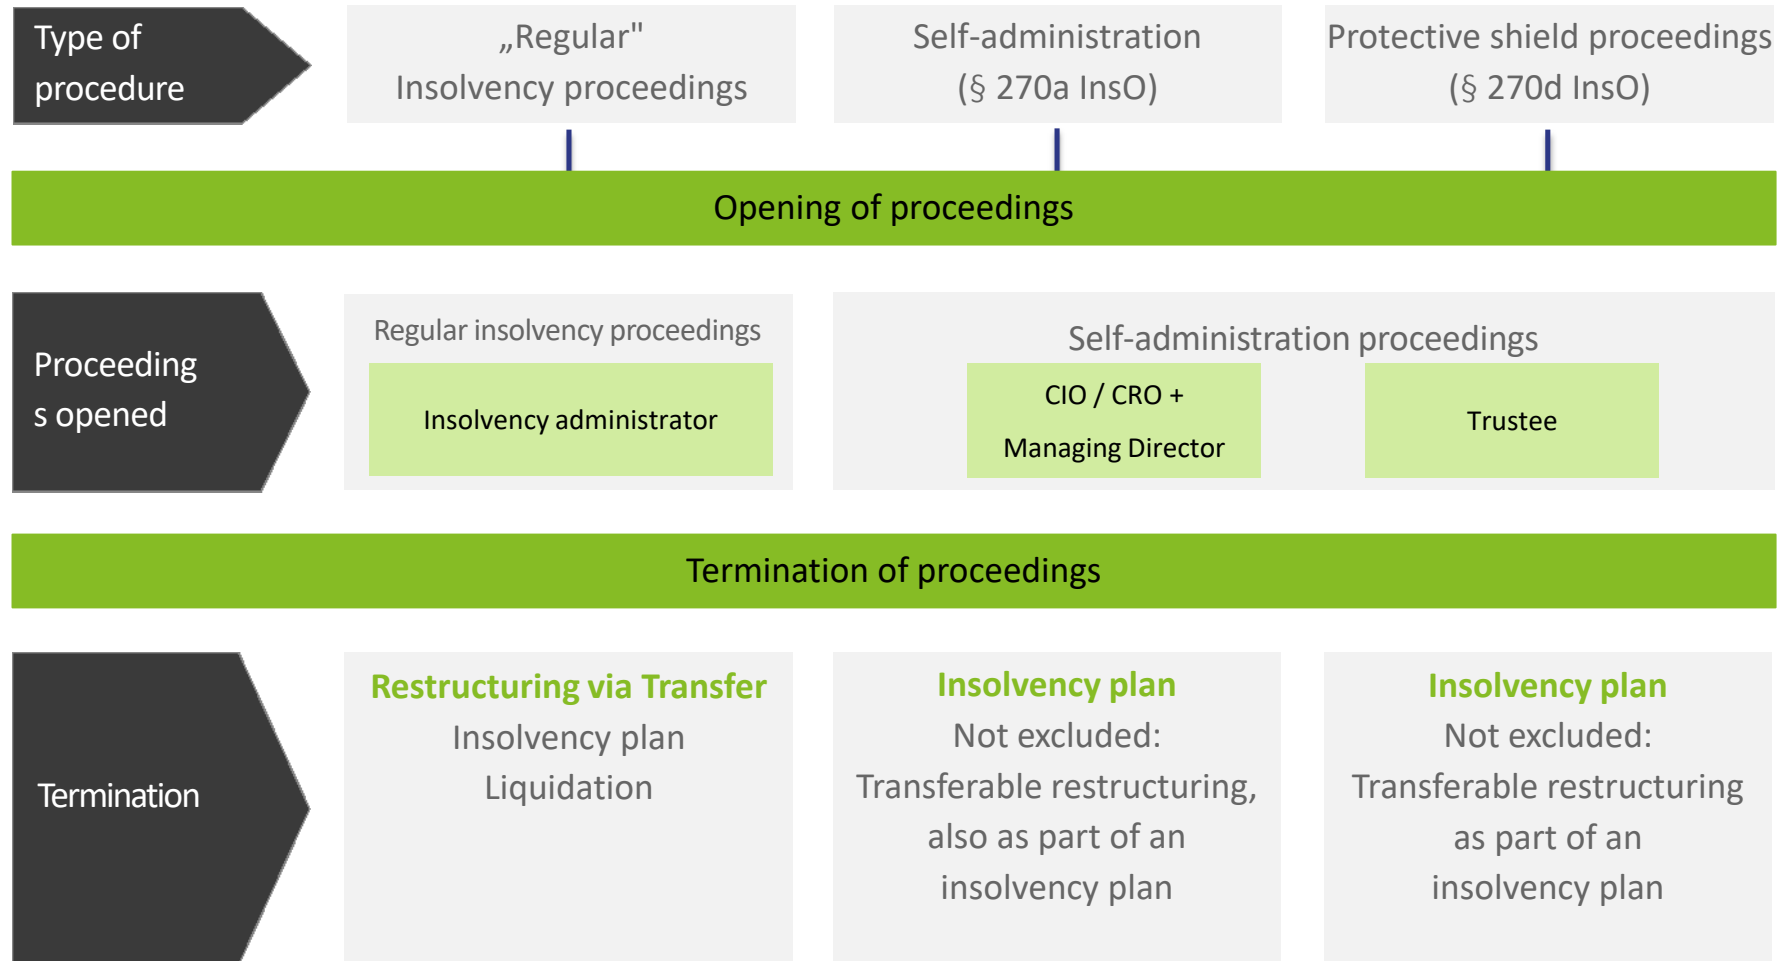 Type of
procedure
„Regular"
Insolvency proceedings
Self-administration
(§ 270a InsO)
Protective shield proceedings
(§ 270d InsO)
Opening of proceedings
Proceeding
s opened
Regular insolvency proceedings
Insolvency administrator
Self-administration proceedings
CIO / CRO +
Managing Director
Trustee
Termination of proceedings
Termination
Restructuring via Transfer
Insolvency plan
Liquidation
Insolvency plan
Not excluded:
Transferable restructuring,
also as part of an
insolvency plan
Insolvency plan
Not excluded:
Transferable restructuring
as part of an
insolvency plan